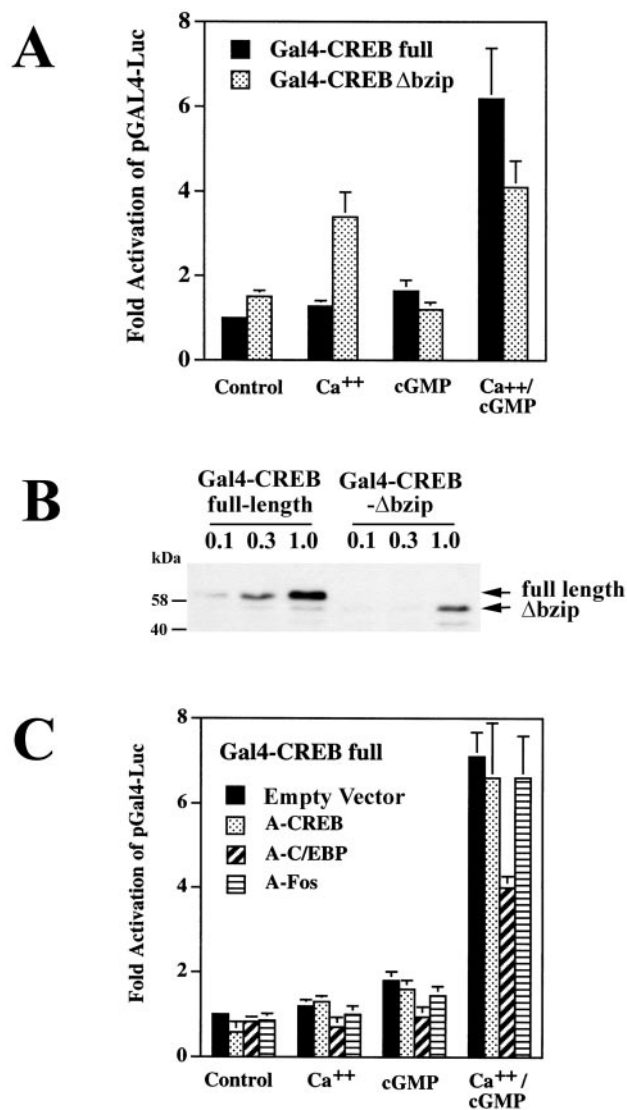 A
Fold Activation of pGAL4-Luc
8
6
4
2
0
Gal4-CREB full
Gal4-CREB Δbzip
Control
Ca++
cGMP
Ca++/
cGMP
B
Gal4-CREB
full-length
Gal4-CREB
-Δbzip
0.1 0.3 1.0
0.1 0.3 1.0
kDa
58
40
full length
Δbzip
C
Fold Activation of pGal4-Luc
8
6
4
2
0
Gal4-CREB full
Empty Vector
A-CREB
A-C/EBP
A-Fos
Control
Ca++
cGMP
Ca++/
cGMP